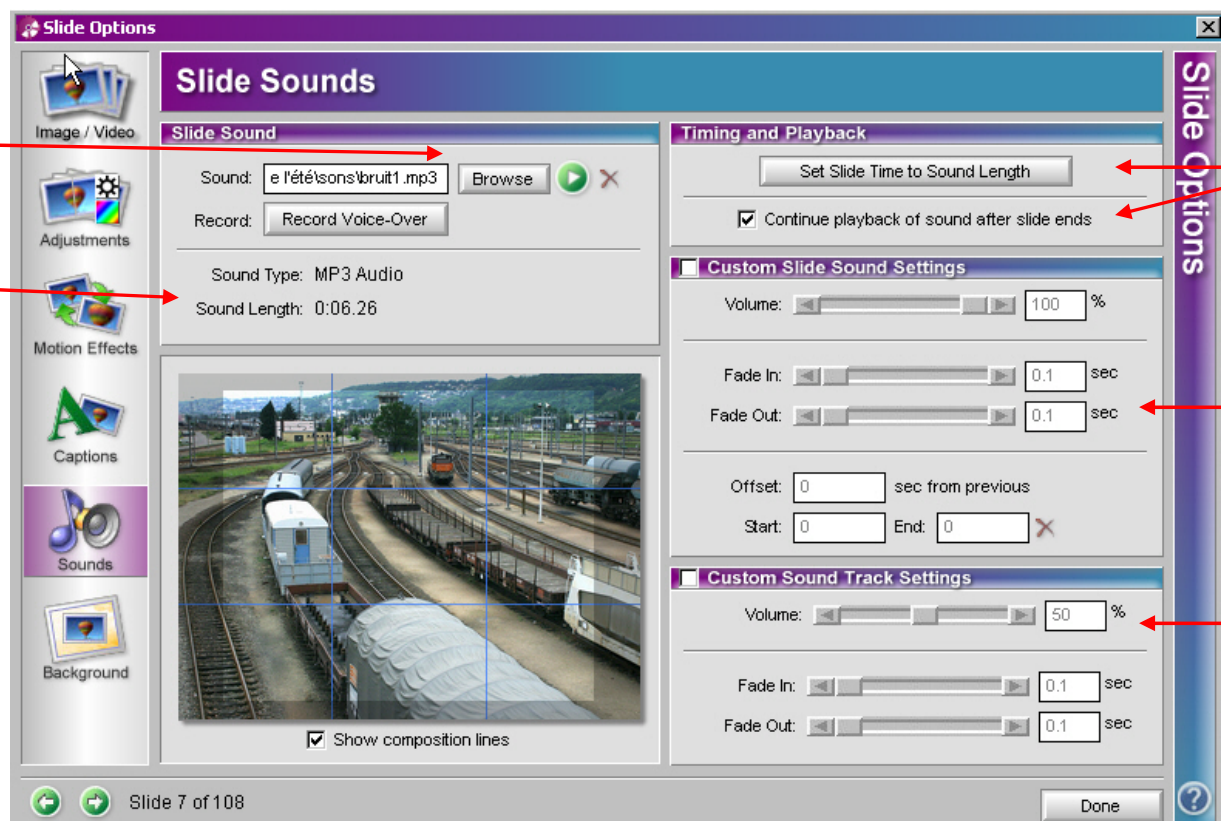 Slide Options
Slide Options
Slide Sounds
Image / Video
Adjustments
Motion Effects
Captions
Sounds
Background
Slide Sound
Sound: e l'été\sons\bruit1.mp3 Browse
Record: Record Voice-Over
Sound Type: MP3 Audio
Sound Length: 0:06.26
Show composition lines
Timing and Playback
Set Slide Time to Sound Length
Continue playback of sound after slide ends
Custom Slide Sound Settings
Volume: 100 %
Fade In: 0.1 sec
Fade Out: 0.1 sec
Offset: 0 sec from previous
Start: 0 End: 0
Custom Sound Track Settings
Volume: 50 %
Fade In: 0.1 sec
Fade Out: 0.1 sec
Slide 7 of 108
Done
?